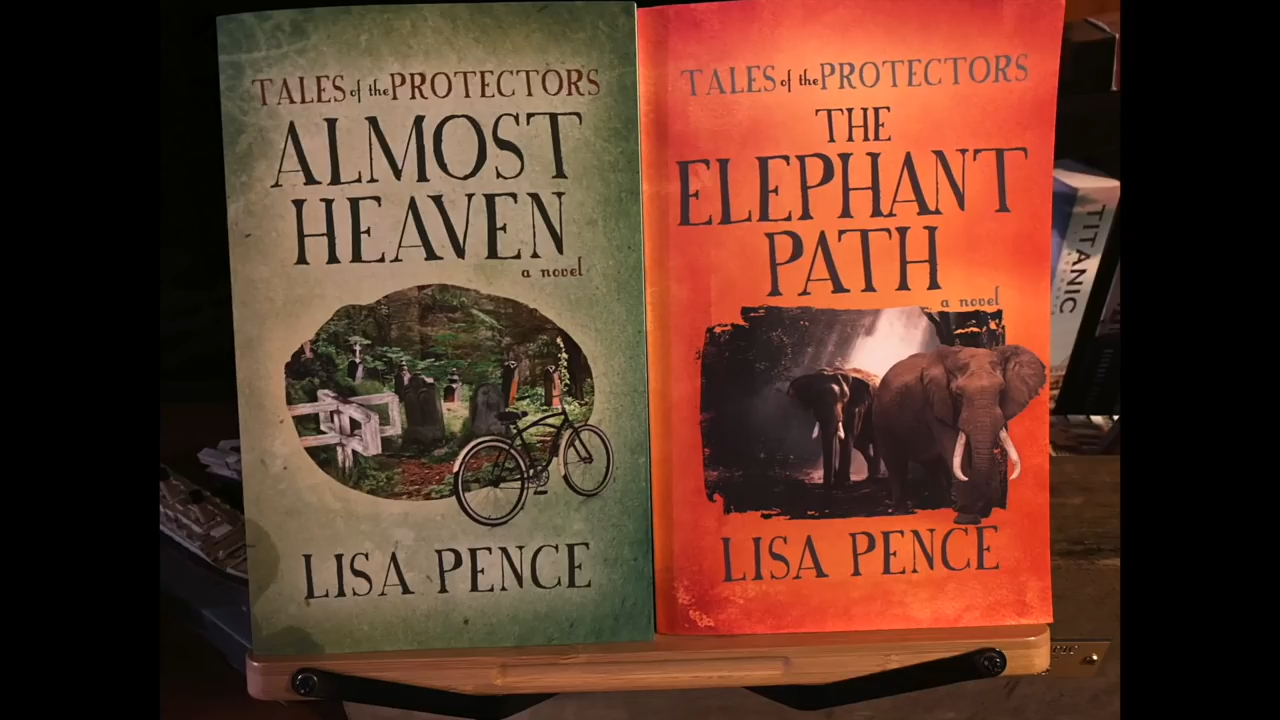 TALES of the PROTECTORS
ALMOST
HEAVEN
a novel
LISA PENCE
TALES of the PROTECTORS
THE
ELEPHANT
PATH
a novel
LISA PENCE
TITANIC